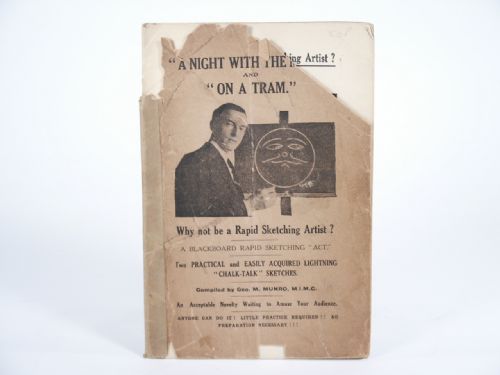 "A NIGHT WITH THE ing Artist?
AND
"ON A TRAM."
Why not be a Rapid Sketching Artist?
A BLACKBOARD RAPID SKETCHING "ACT."
Two PRACTICAL and EASILY ACQUIRED LIGHTNING
"CHALK-TALK" SKETCHES.
Compiled by Geo. M. MUNRO, M.I.M.C.
An Acceptable Novelty Waiting to Amuse Your Audience.
ANYONE CAN DO IT! LITTLE PRACTICE REQUIRED!! NO
PREPARATION NECESSARY!!!